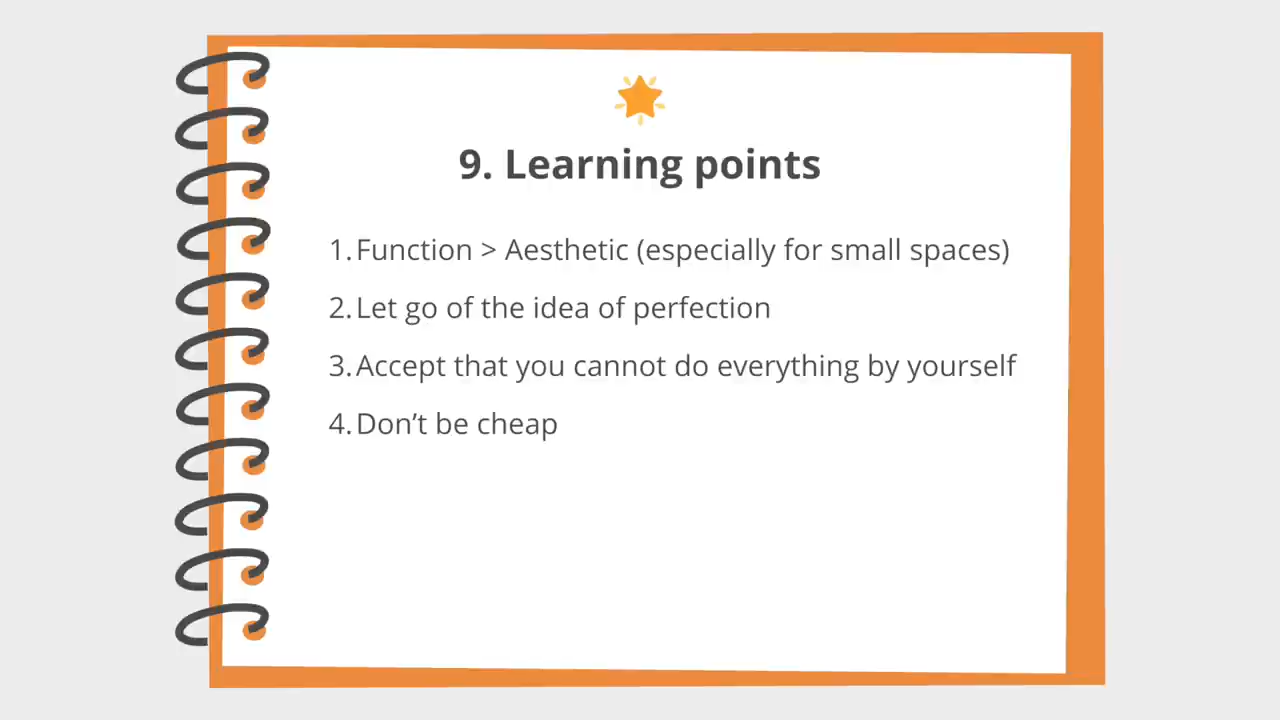 9. Learning points
1. Function > Aesthetic (especially for small spaces)
2. Let go of the idea of perfection
3. Accept that you cannot do everything by yourself
4. Don’t be cheap